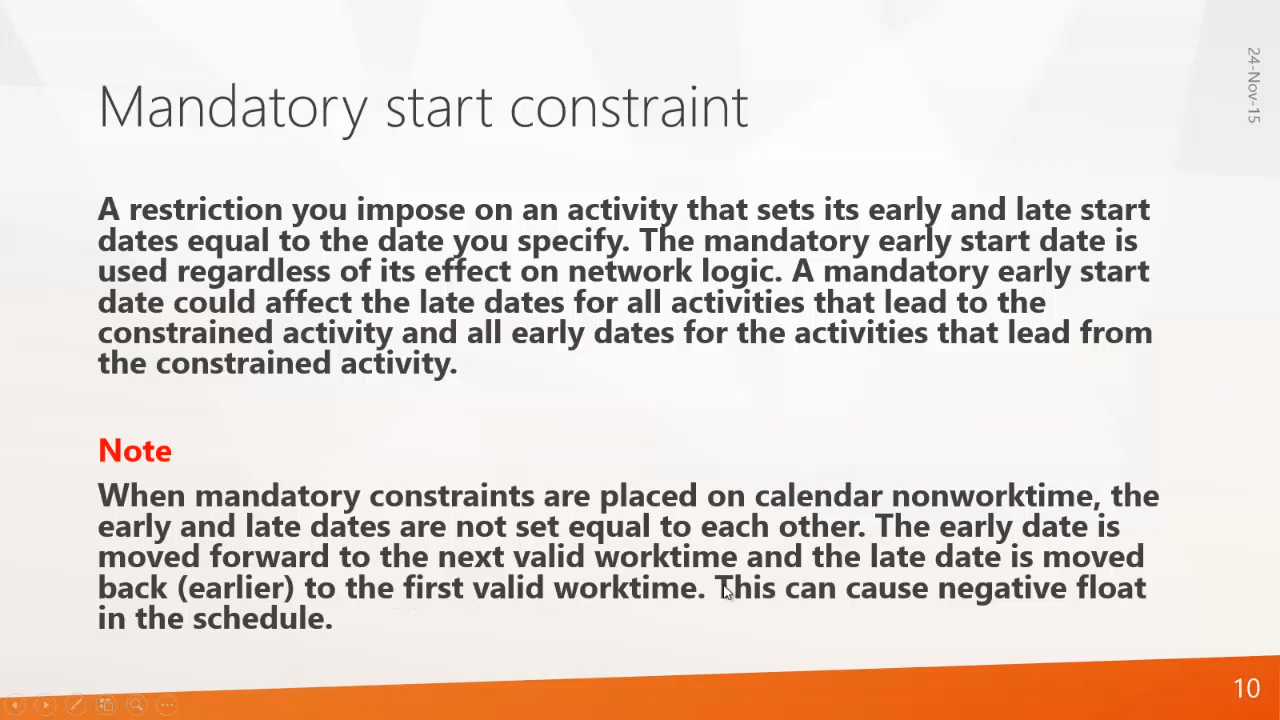 24-Nov-15
Mandatory start constraint
A restriction you impose on an activity that sets its early and late start
dates equal to the date you specify. The mandatory early start date is
used regardless of its effect on network logic. A mandatory early start
date could affect the late dates for all activities that lead to the
constrained activity and all early dates for the activities that lead from
the constrained activity.
Note
When mandatory constraints are placed on calendar nonworktime, the
early and late dates are not set equal to each other. The early date is
moved forward to the next valid worktime and the late date is moved
back (earlier) to the first valid worktime. This can cause negative float
in the schedule.
10